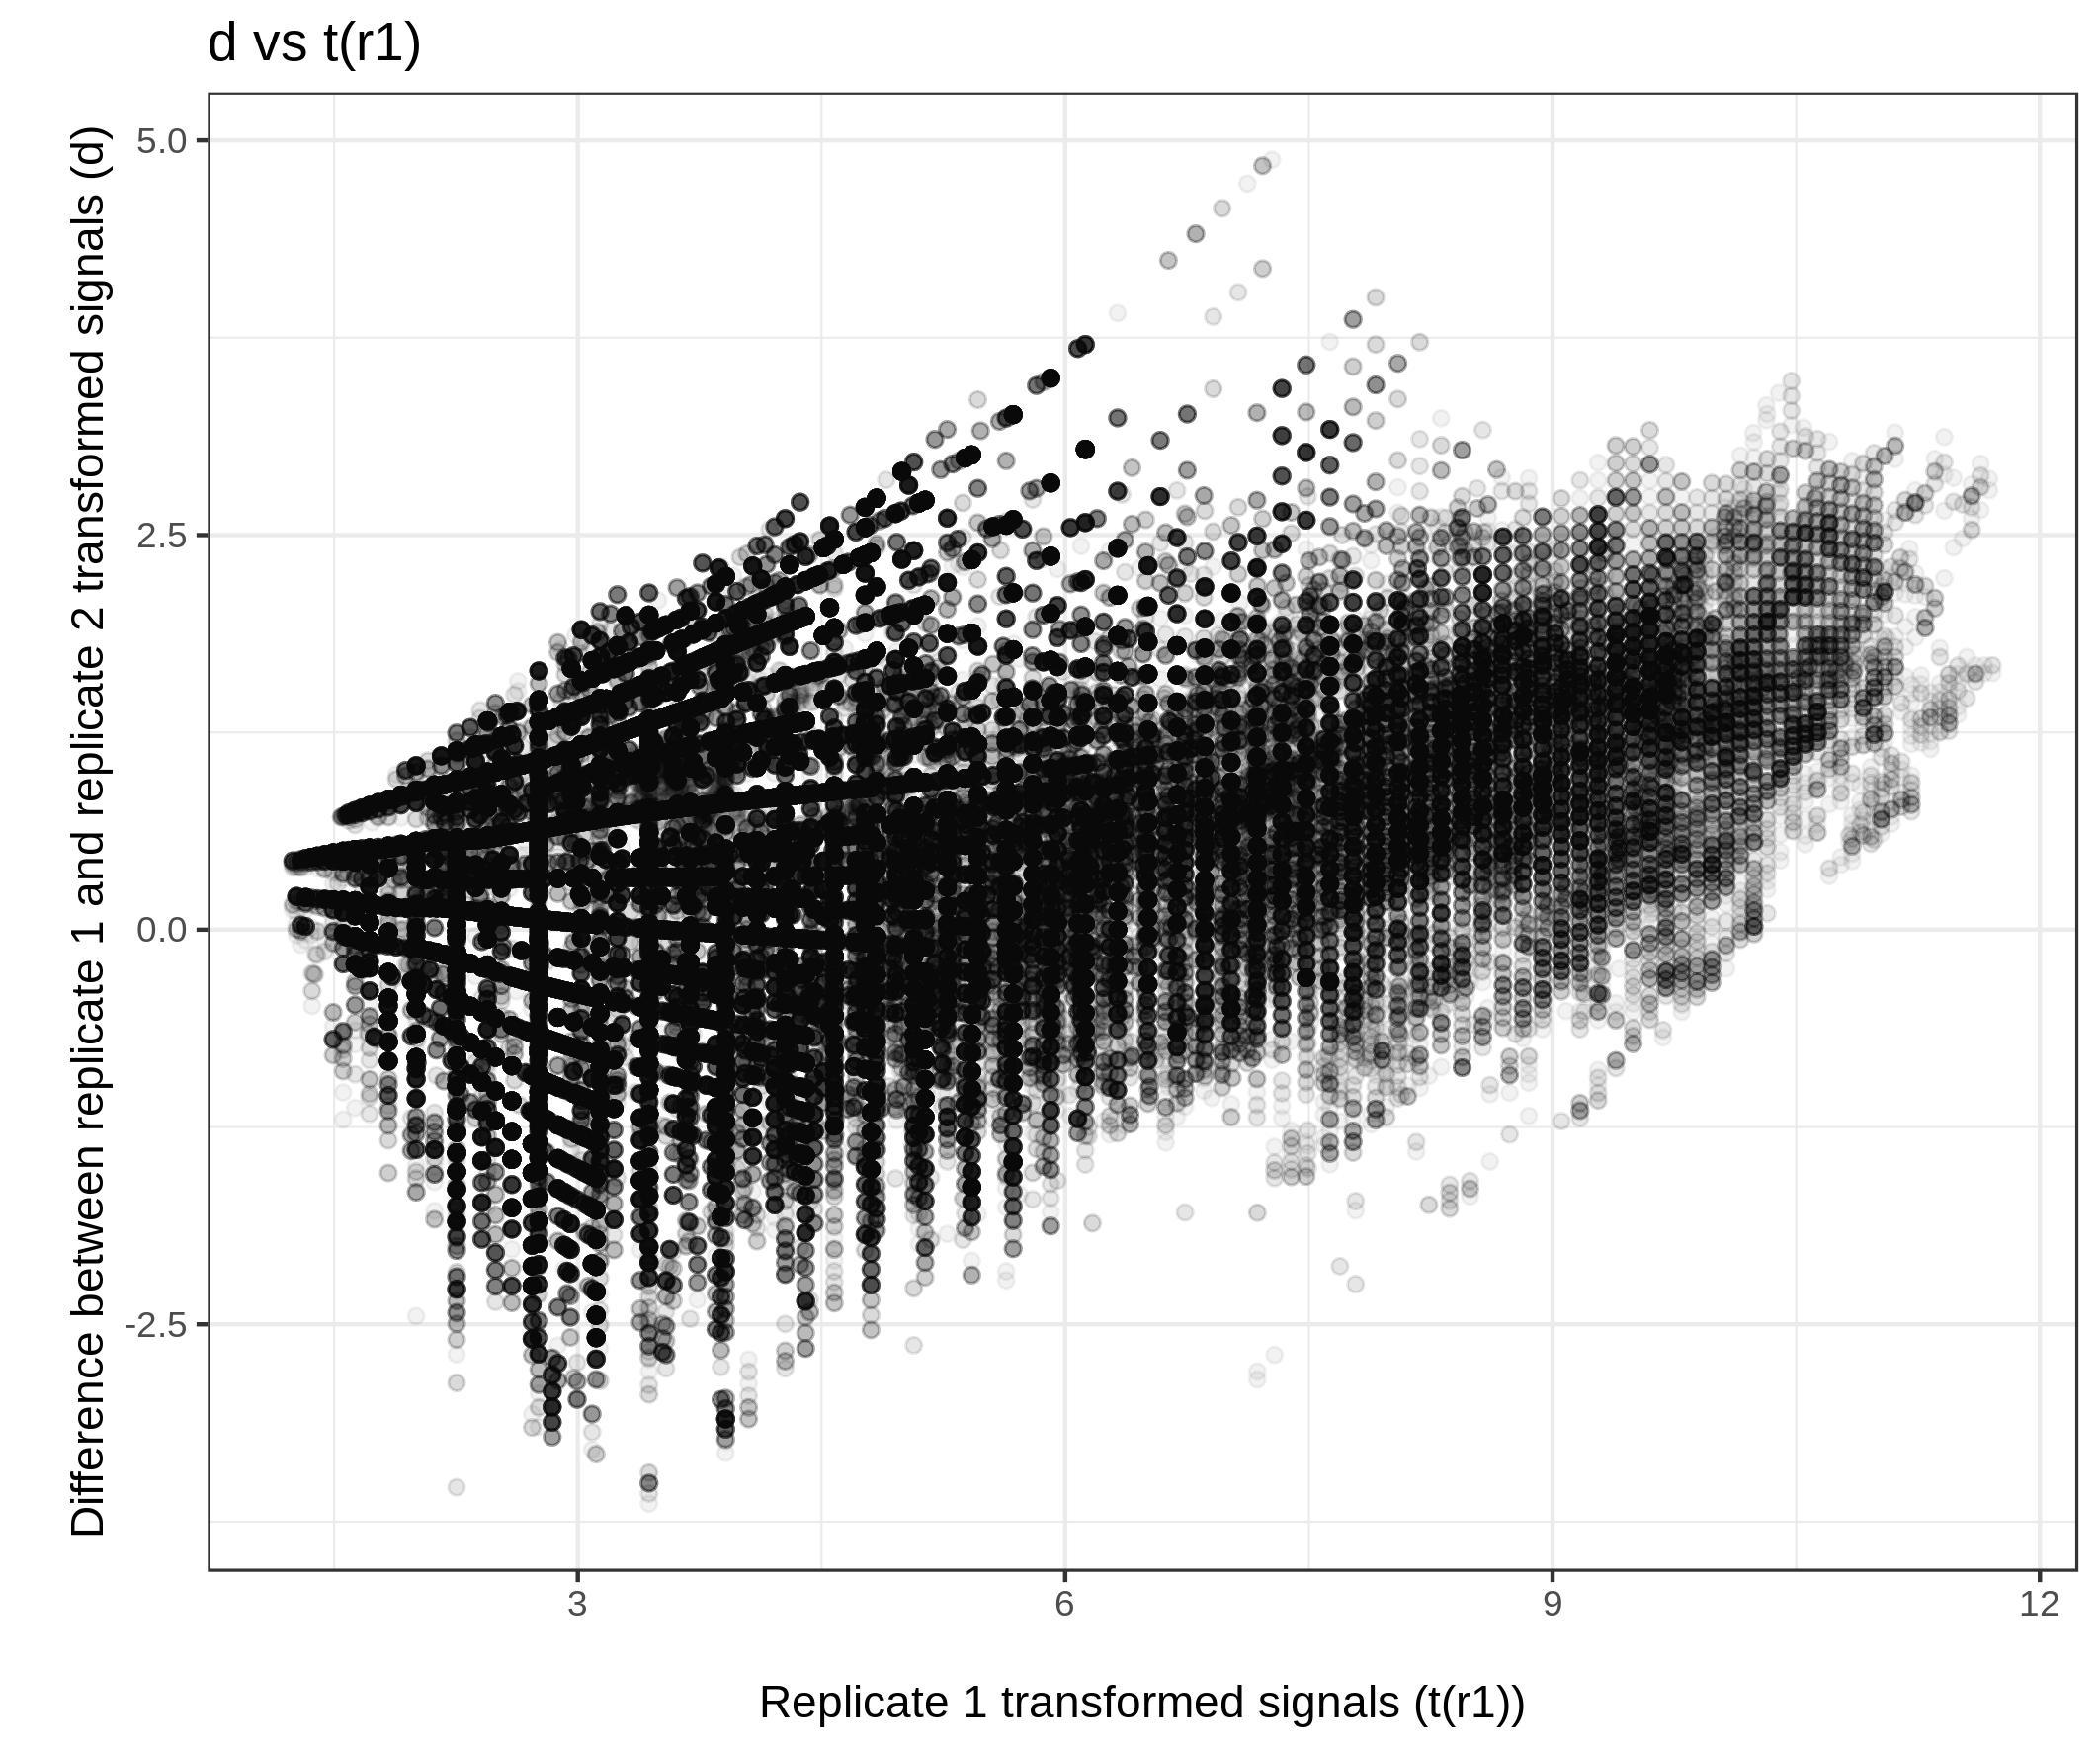 d vs t(r1)
Difference between replicate 1 and replicate 2 transformed signals (d)
5.0
2.5
0.0
-2.5
3
6
9
12
Replicate 1 transformed signals (t(r1))